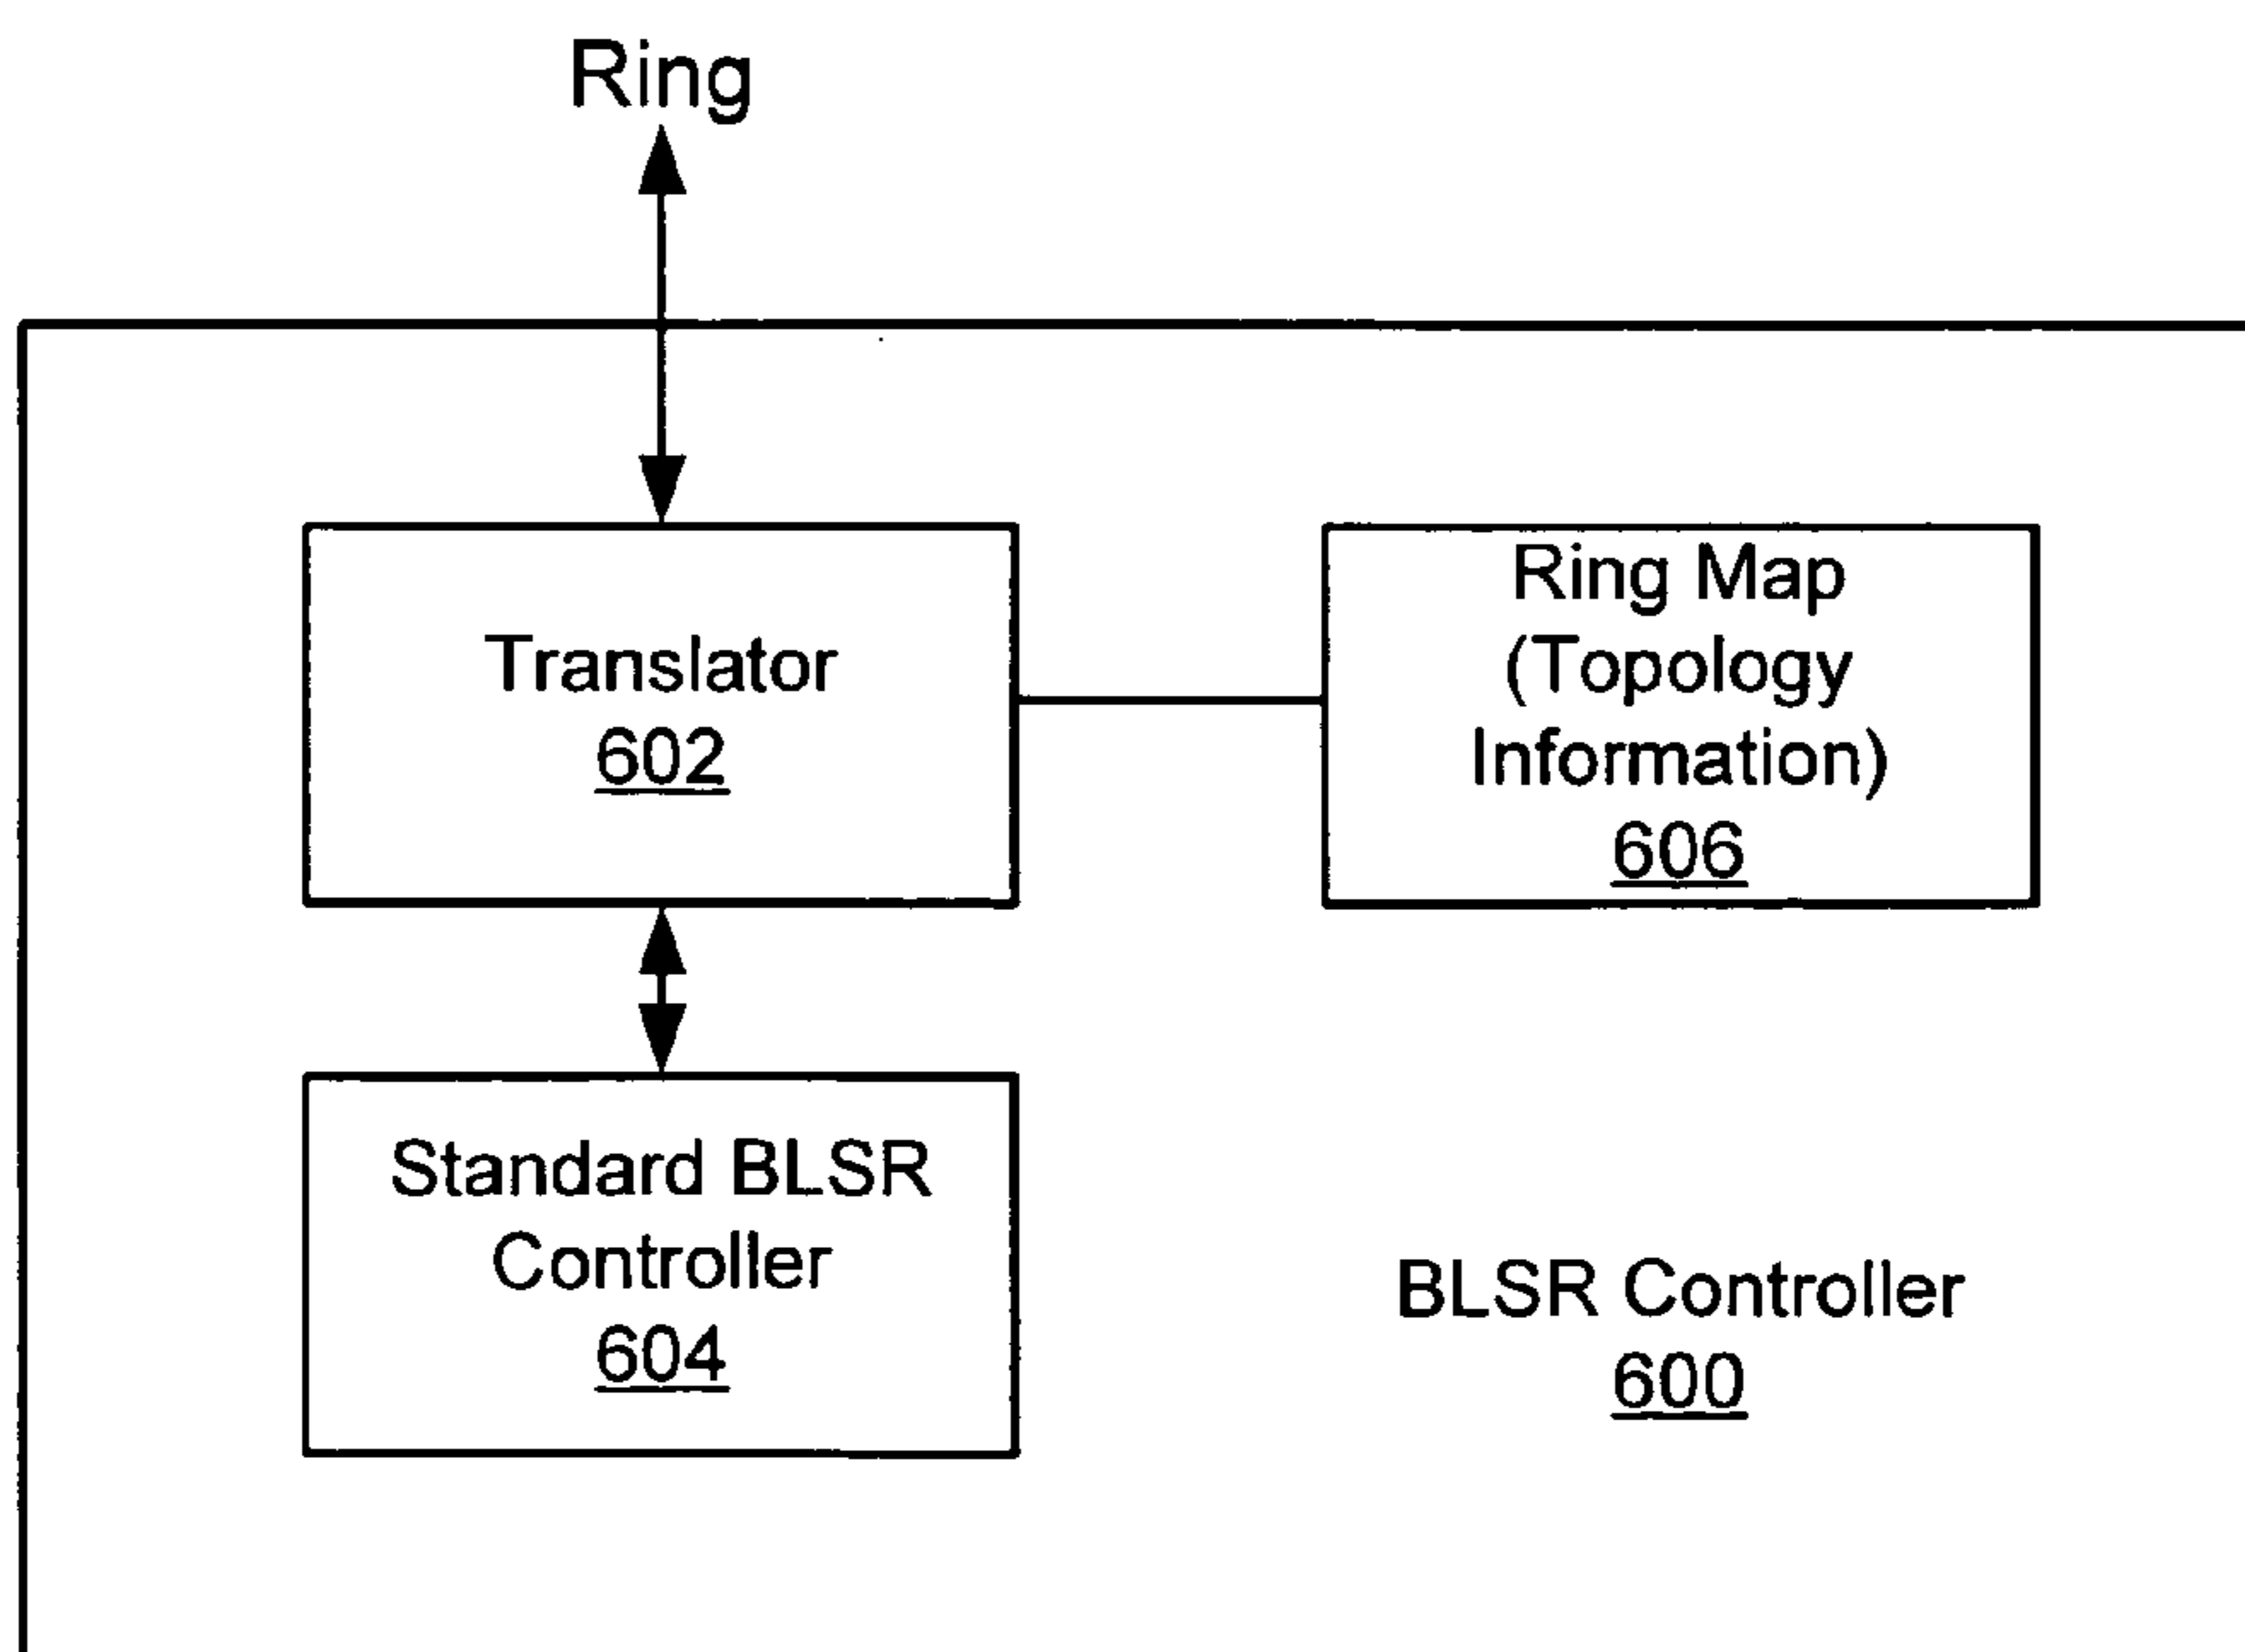 Ring
Translator
602
Ring Map
(Topology
Information)
606
Standard BLSR
Controller
604
BLSR Controller
600